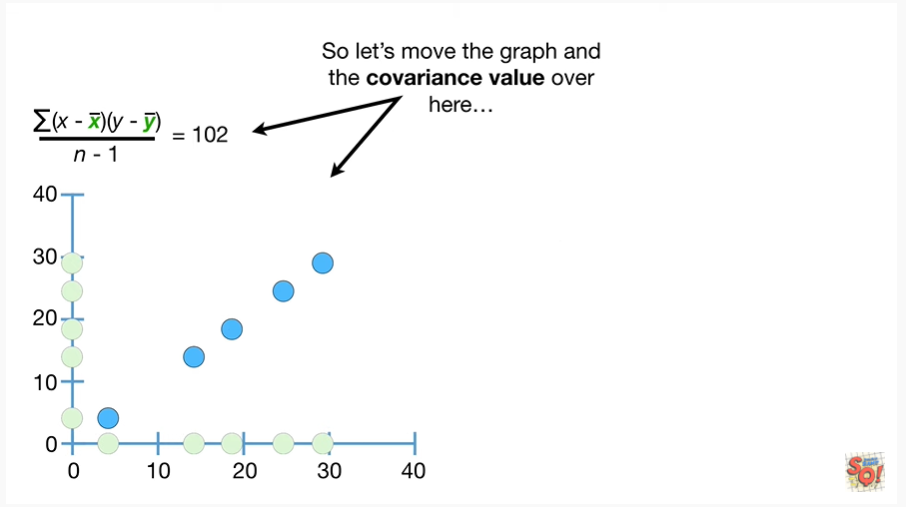 So let's move the graph and
the covariance value over
here...
∑(x - x̅)(y - y̅)
n - 1
= 102
40
30
20
10
0
0 10 20 30 40
SQ!